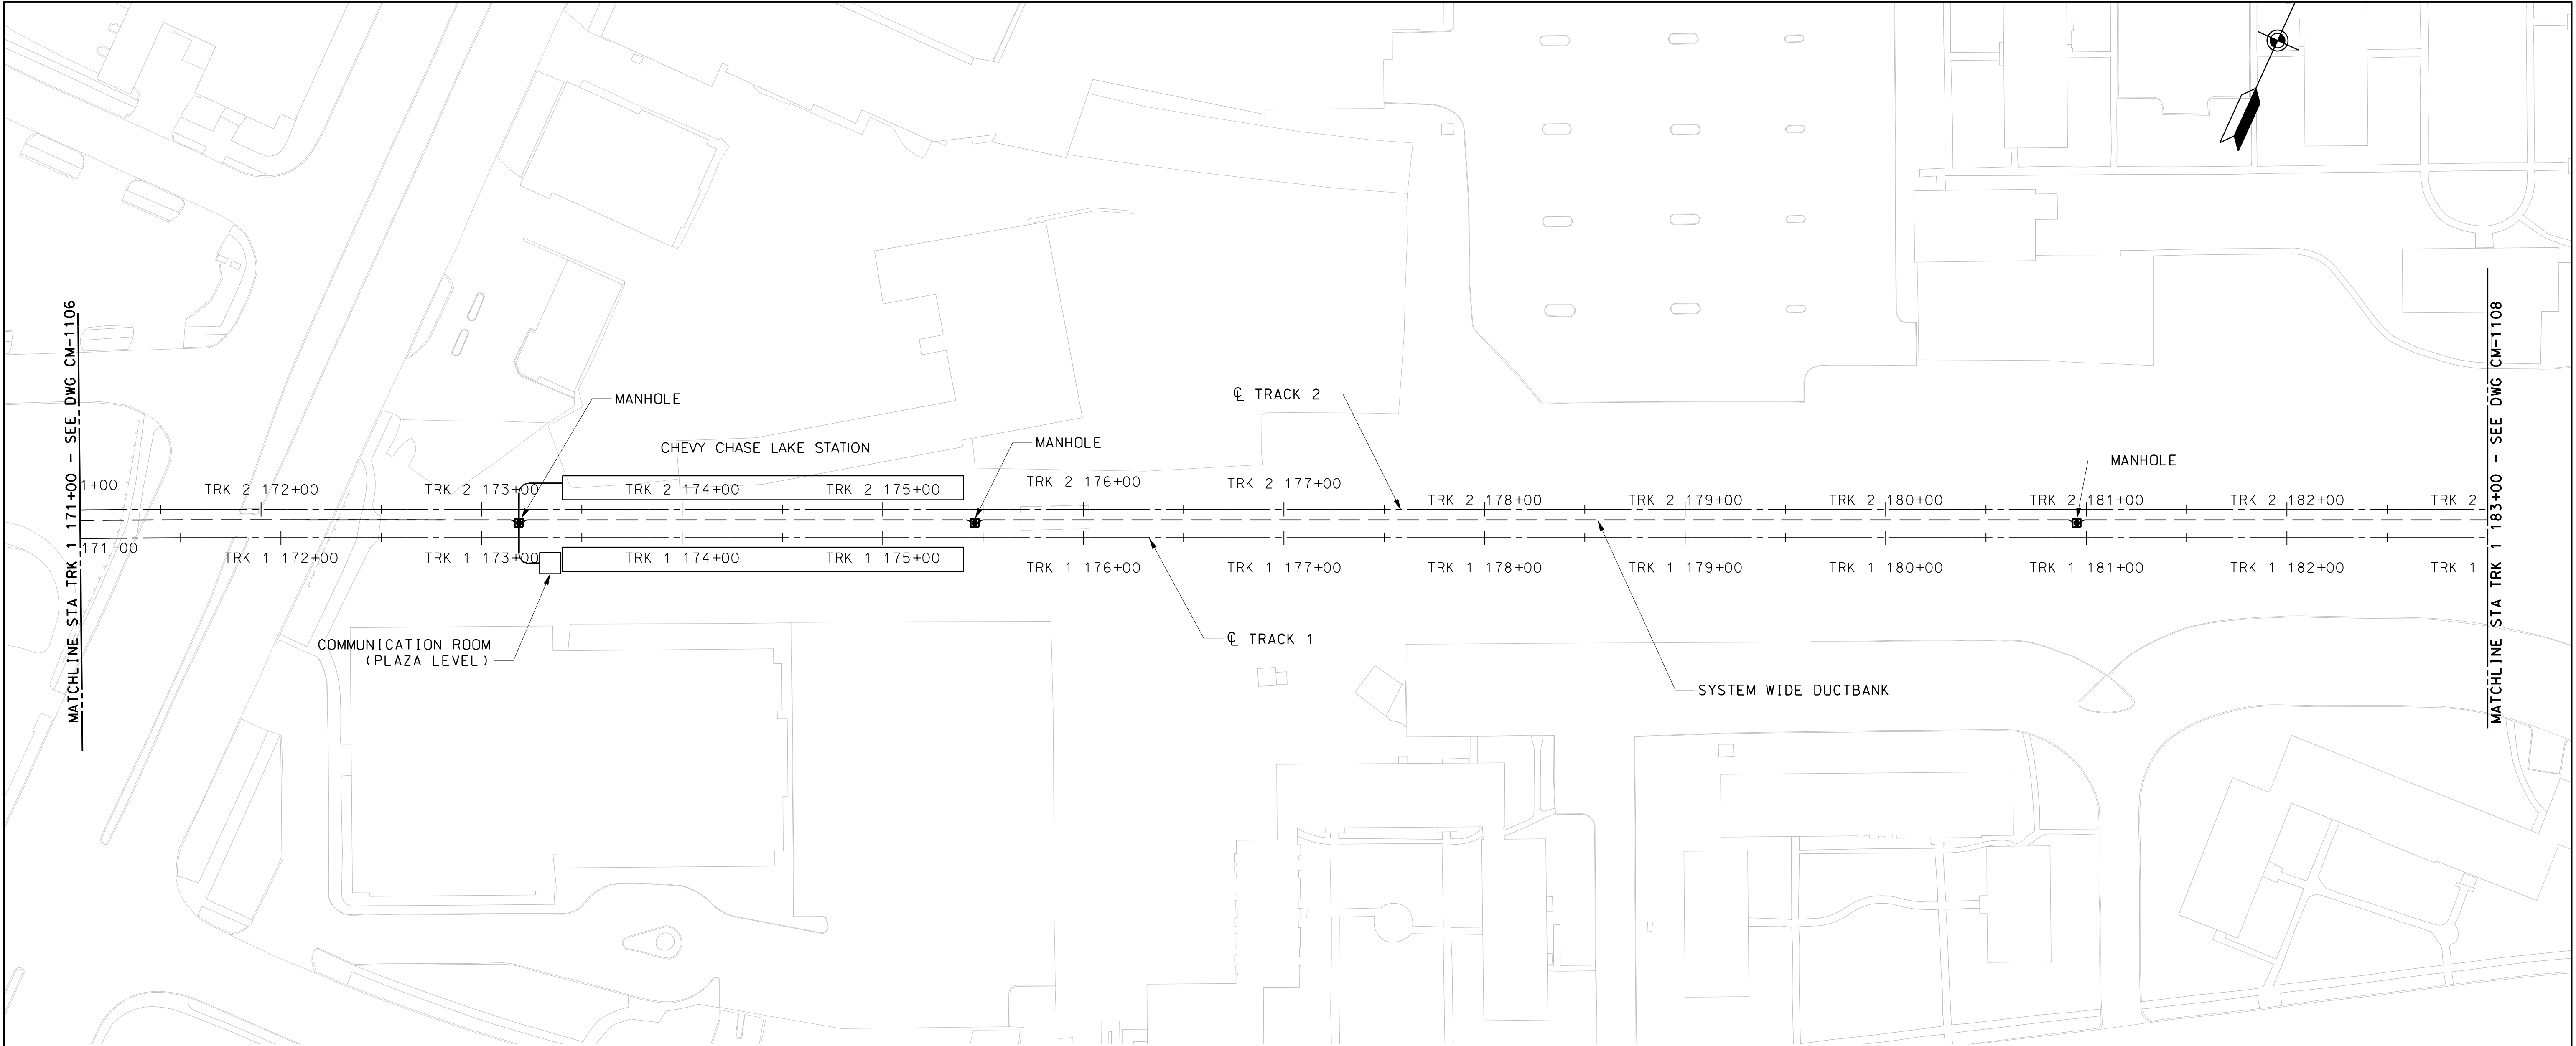 MATCHLINE STA TRK 1 171+00 - SEE DWG CM-1106
MANHOLE
CHEVY CHASE LAKE STATION
MANHOLE
℄ TRACK 2
MANHOLE
1+00
TRK 2 172+00
TRK 2 173+00
TRK 2 174+00
TRK 2 175+00
TRK 2 176+00
TRK 2 177+00
TRK 2 178+00
TRK 2 179+00
TRK 2 180+00
TRK 2 181+00
TRK 2 182+00
TRK 2
171+00
TRK 1 172+00
TRK 1 173+00
TRK 1 174+00
TRK 1 175+00
TRK 1 176+00
TRK 1 177+00
TRK 1 178+00
TRK 1 179+00
TRK 1 180+00
TRK 1 181+00
TRK 1 182+00
TRK 1
COMMUNICATION ROOM
(PLAZA LEVEL)
℄ TRACK 1
SYSTEM WIDE DUCTBANK
MATCHLINE STA TRK 1 183+00 - SEE DWG CM-1108